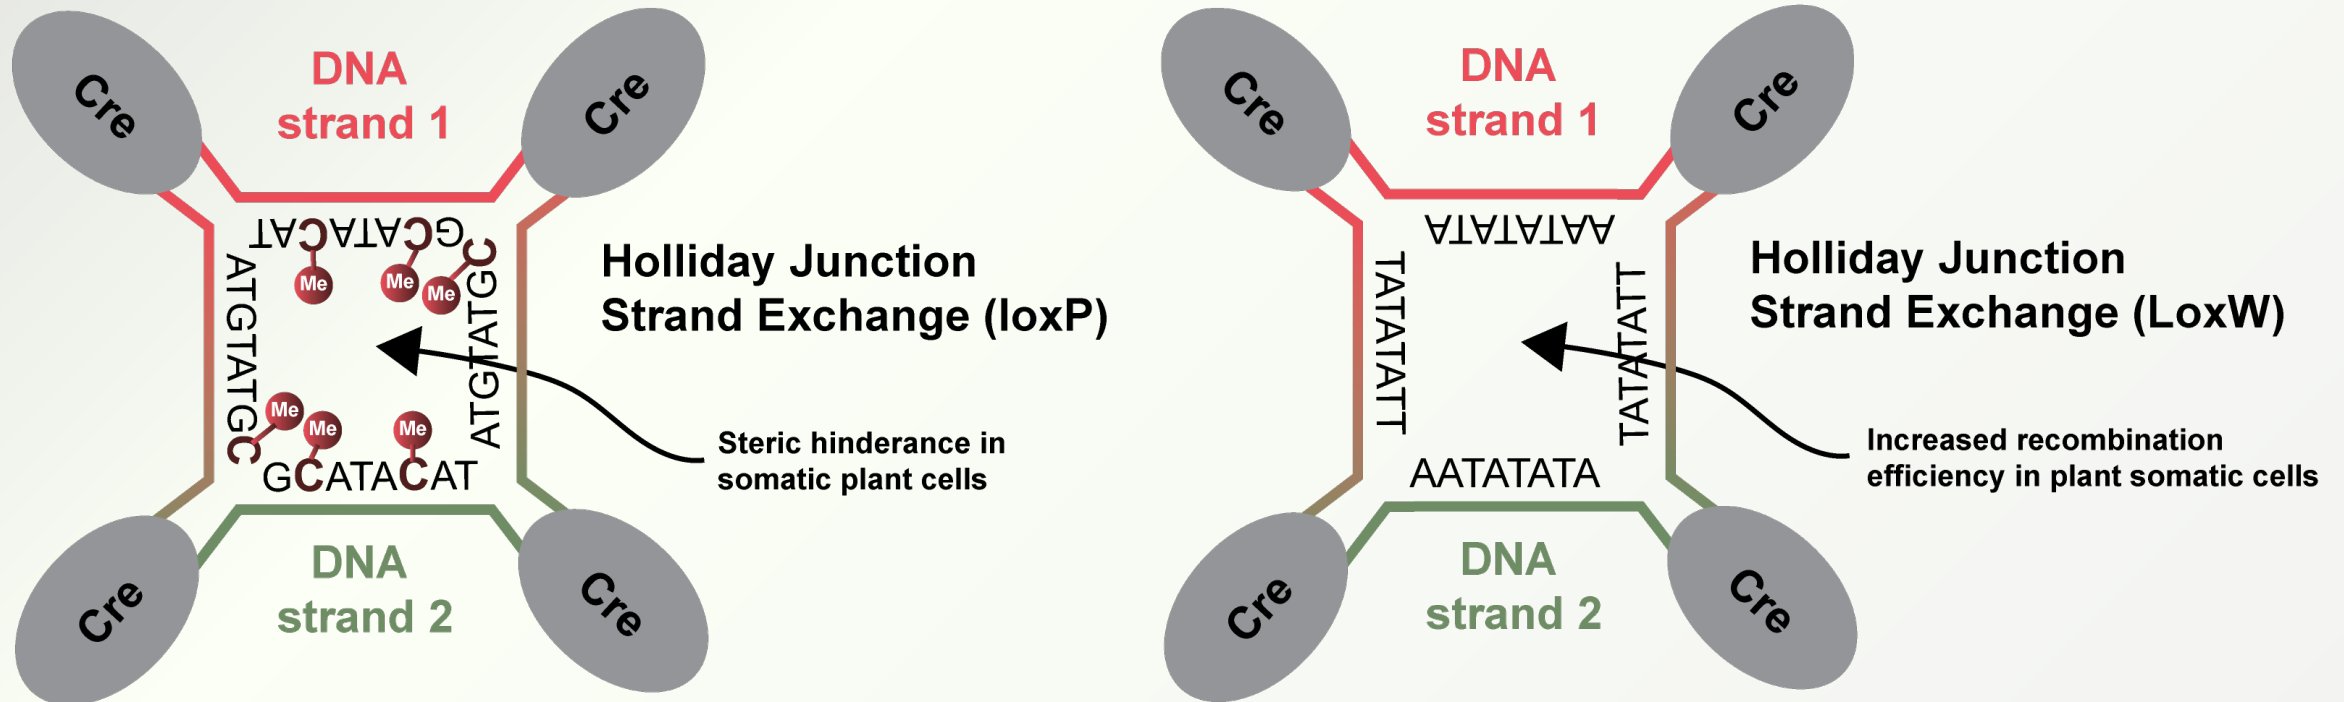 Cre
DNA
strand 1
Cre
GCATACAT
Me
Me
Me
ATGTATGC
ATGTATGC
Me
Me
Me
GCATACAT
Cre
DNA
strand 2
Cre
Holliday Junction
Strand Exchange (loxP)
Steric hinderance in
somatic plant cells
Cre
DNA
strand 1
Cre
AATATATA
TATATATT
TATATATT
AATATATA
Cre
DNA
strand 2
Cre
Holliday Junction
Strand Exchange (LoxW)
Increased recombination
efficiency in plant somatic cells